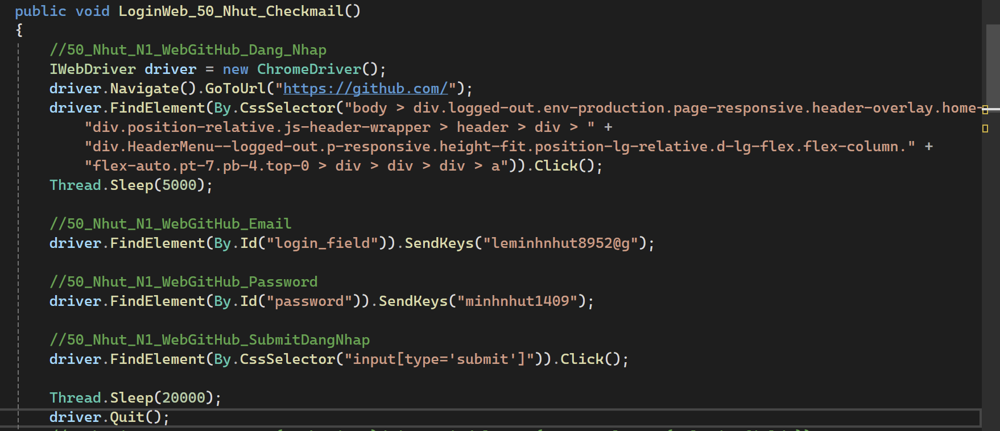 public void LoginWeb_50_Nhut_Checkmail()
{
//50_Nhut_N1_WebGitHub_Dang_Nhap
IWebDriver driver = new ChromeDriver();
driver.Navigate().GoToUrl("https://github.com/");
driver.FindElement(By.CssSelector("body > div.logged-out.env-production.page-responsive.header-overlay.home-
"div.position-relative.js-header-wrapper > header > div > " +
"div.HeaderMenu--logged-out.p-responsive.height-fit.position-lg-relative.d-lg-flex.flex-column." +
"flex-auto.pt-7.pb-4.top-0 > div > div > div > a")).Click();
Thread.Sleep(5000);
//50_Nhut_N1_WebGitHub_Email
driver.FindElement(By.Id("login_field")).SendKeys("leminhnhut8952@g");
//50_Nhut_N1_WebGitHub_Password
driver.FindElement(By.Id("password")).SendKeys("minhnhut1409");
//50_Nhut_N1_WebGitHub_SubmitDangNhap
driver.FindElement(By.CssSelector("input[type='submit']")).Click();
Thread.Sleep(20000);
driver.Quit();